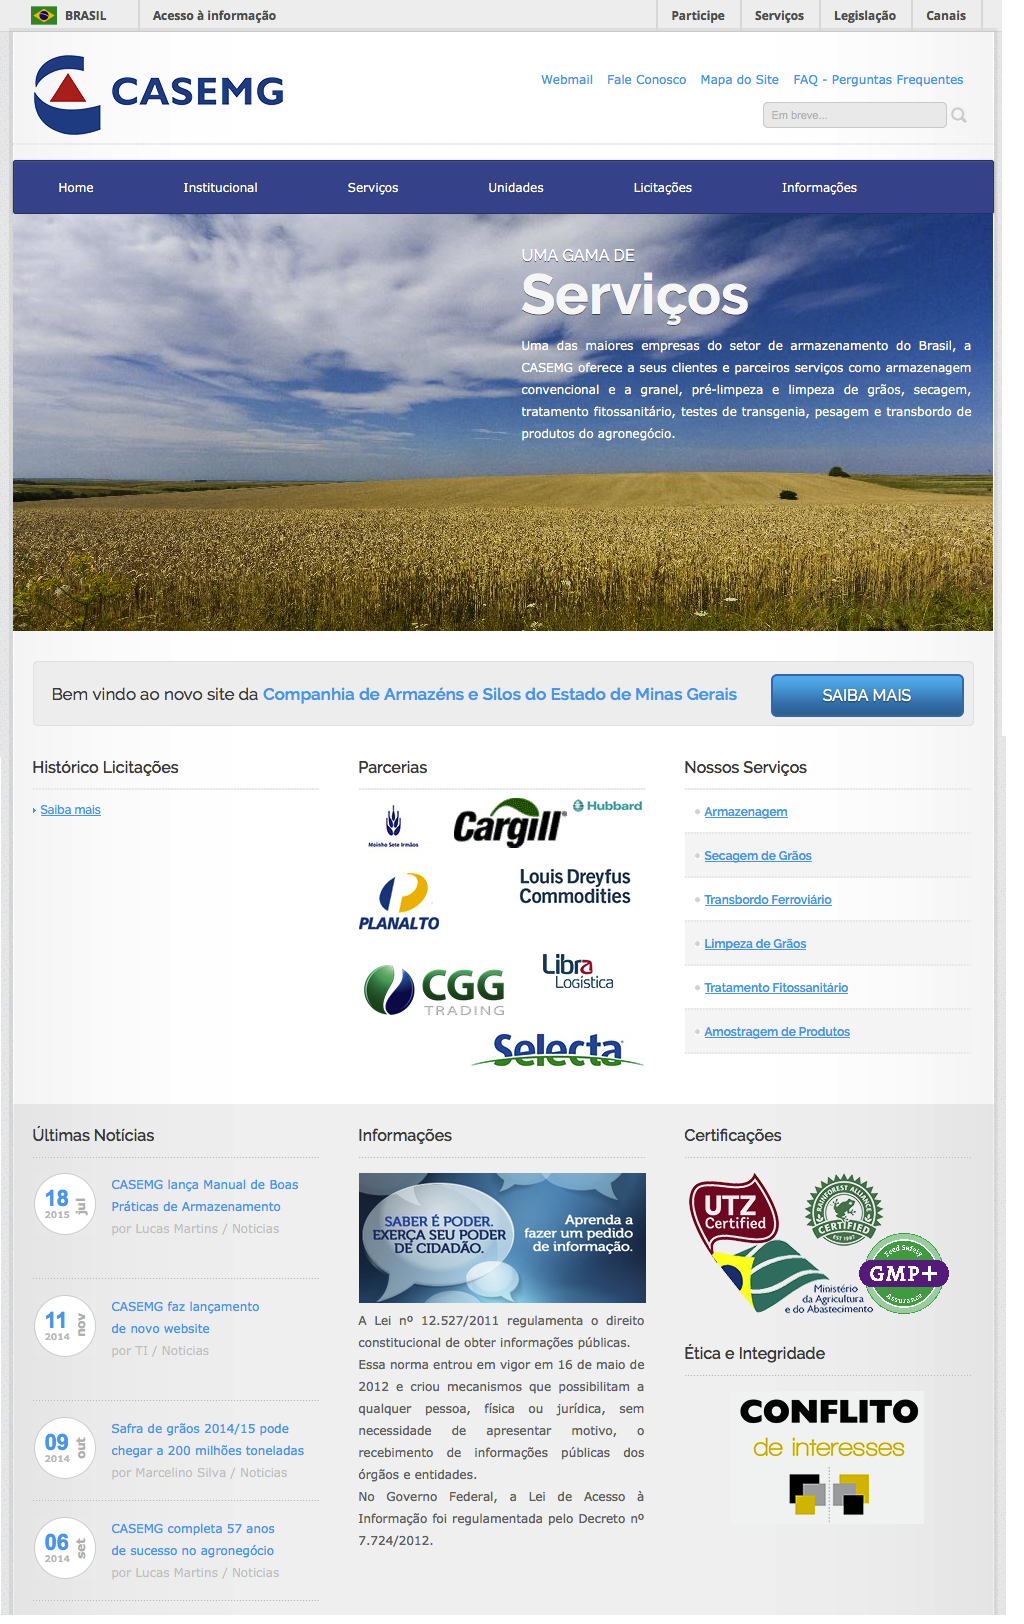 BRASIL
Acesso à informação
Participe
Serviços
Legislação
Canais
CASEMG
Webmail
Fale Conosco
Mapa do Site
FAQ - Perguntas Frequentes
Em breve...
Home
Institucional
Serviços
Unidades
Licitações
Informações
UMA GAMA DE
Serviços
Uma das maiores empresas do setor de armazenamento do Brasil, a
CASEMG oferece a seus clientes e parceiros serviços como armazenagem
convencional e a granel, pré-limpeza e limpeza de grãos, secagem,
tratamento fitossanitário, testes de transgenia, pesagem e transbordo de
produtos do agronegócio.
Bem vindo ao novo site da Companhia de Armazéns e Silos do Estado de Minas Gerais
SAIBA MAIS
Histórico Licitações
Saiba mais
Parcerias
Moinho Sete Irmãos
Cargill
Hubbard
PLANALTO
Louis Dreyfus
Commodities
CGG
TRADING
Libra
Logística
Selecta
Nossos Serviços
Armazenagem
Secagem de Grãos
Transbordo Ferroviário
Limpeza de Grãos
Tratamento Fitossanitário
Amostragem de Produtos
Últimas Notícias
18
2015
jul
CASEMG lança Manual de Boas
Práticas de Armazenamento
por Lucas Martins / Noticias
11
2014
nov
CASEMG faz lançamento
de novo website
por TI / Noticias
09
2014
out
Safra de grãos 2014/15 pode
chegar a 200 milhões toneladas
por Marcelino Silva / Noticias
06
2014
set
CASEMG completa 57 anos
de sucesso no agronegócio
por Lucas Martins / Noticias
Informações
SABER É PODER.
EXERÇA SEU PODER
DE CIDADÃO.
Aprenda a
fazer um pedido
de informação.
A Lei nº 12.527/2011 regulamenta o direito
constitucional de obter informações públicas.
Essa norma entrou em vigor em 16 de maio de
2012 e criou mecanismos que possibilitam a
qualquer pessoa, física ou jurídica, sem
necessidade de apresentar motivo, o
recebimento de informações públicas dos
órgãos e entidades.
No Governo Federal, a Lei de Acesso à
Informação foi regulamentada pelo Decreto nº
7.724/2012.
Certificações
UTZ
Certified
RAINFOREST ALLIANCE
CERTIFIED
EST 1987
Feed Safety
GMP+
Assurance
Ministério
da Agricultura
e do Abastecimento
Ética e Integridade
CONFLITO
de interesses